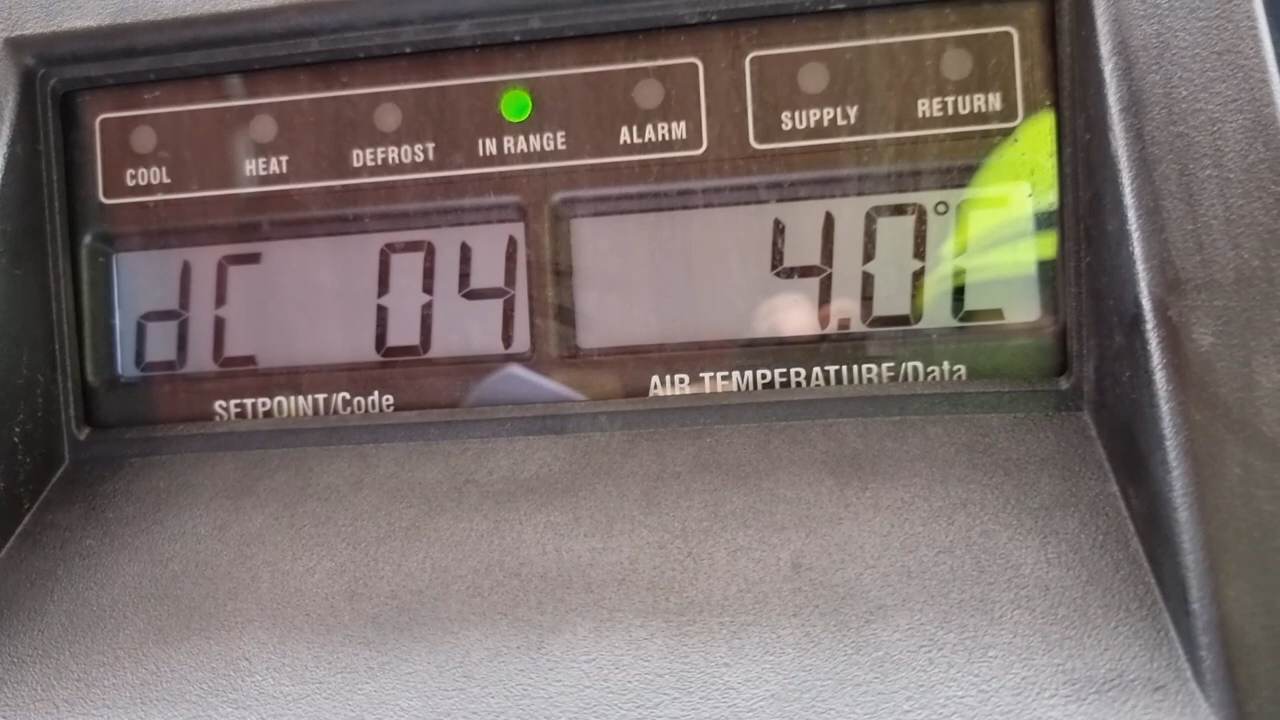 COOL HEAT DEFROST IN RANGE ALARM SUPPLY RETURN
dC 04 4.0°C
SETPOINT/Code AIR TEMPERATURE/Data